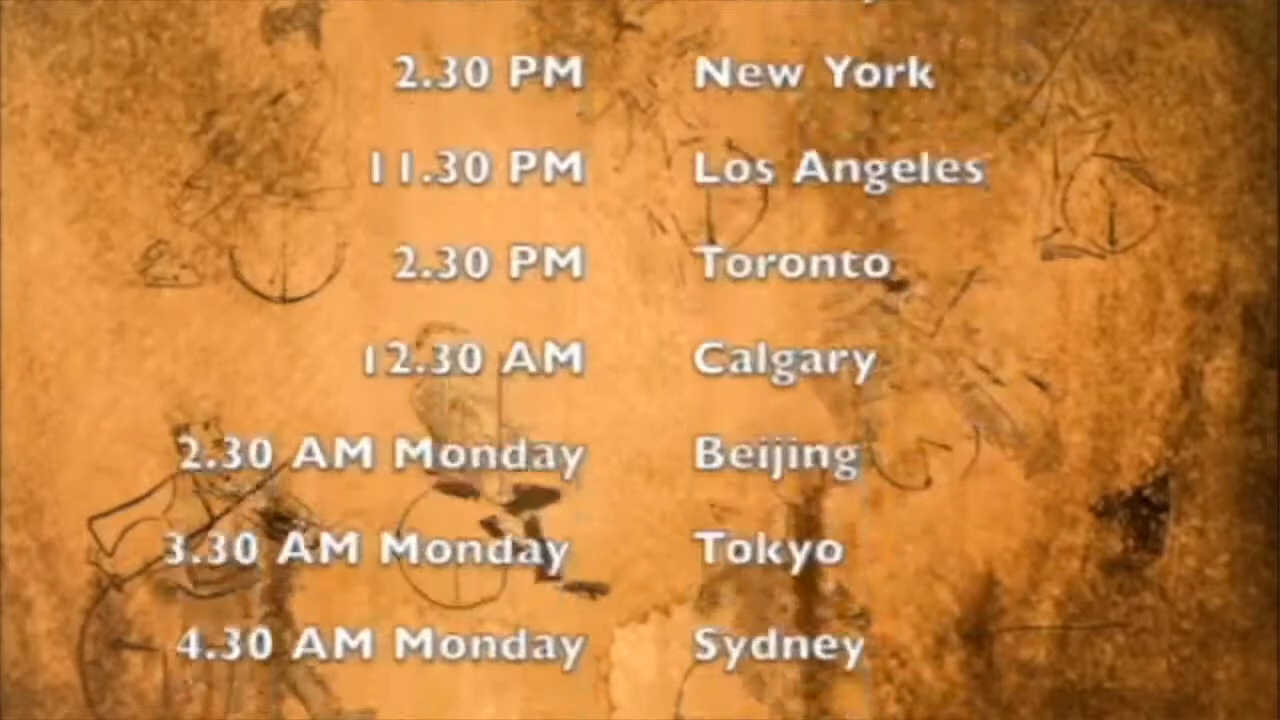 2.30 PM New York
11.30 PM Los Angeles
2.30 PM Toronto
12.30 AM Calgary
2.30 AM Monday Beijing
3.30 AM Monday Tokyo
4.30 AM Monday Sydney